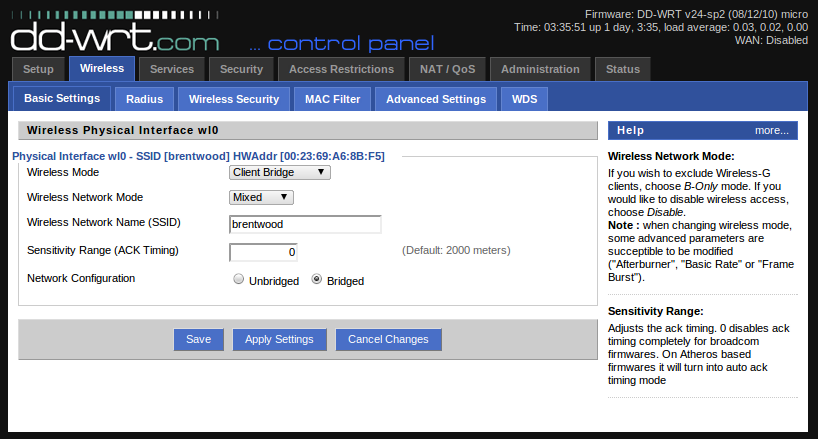 Firmware: DD-WRT v24-sp2 (08/12/10) micro
Time: 03:35:51 up 1 day, 3:35, load average: 0.03, 0.02, 0.00
WAN: Disabled
dd-wrt.com ... control panel
Setup Wireless Services Security Access Restrictions NAT / QoS Administration Status
Basic Settings Radius Wireless Security MAC Filter Advanced Settings WDS
Wireless Physical Interface wl0
Physical Interface wl0 - SSID [brentwood] HWAddr [00:23:69:A6:8B:F5]
Wireless Mode Client Bridge
Wireless Network Mode Mixed
Wireless Network Name (SSID) brentwood
Sensitivity Range (ACK Timing) 0 (Default: 2000 meters)
Network Configuration Unbridged Bridged
Save Apply Settings Cancel Changes
Help more...
Wireless Network Mode:
If you wish to exclude Wireless-G
clients, choose B-Only mode. If you
would like to disable wireless access,
choose Disable.
Note : when changing wireless mode,
some advanced parameters are
succeptible to be modified
("Afterburner", "Basic Rate" or "Frame
Burst").
Sensitivity Range:
Adjusts the ack timing. 0 disables ack
timing completely for broadcom
firmwares. On Atheros based
firmwares it will turn into auto ack
timing mode